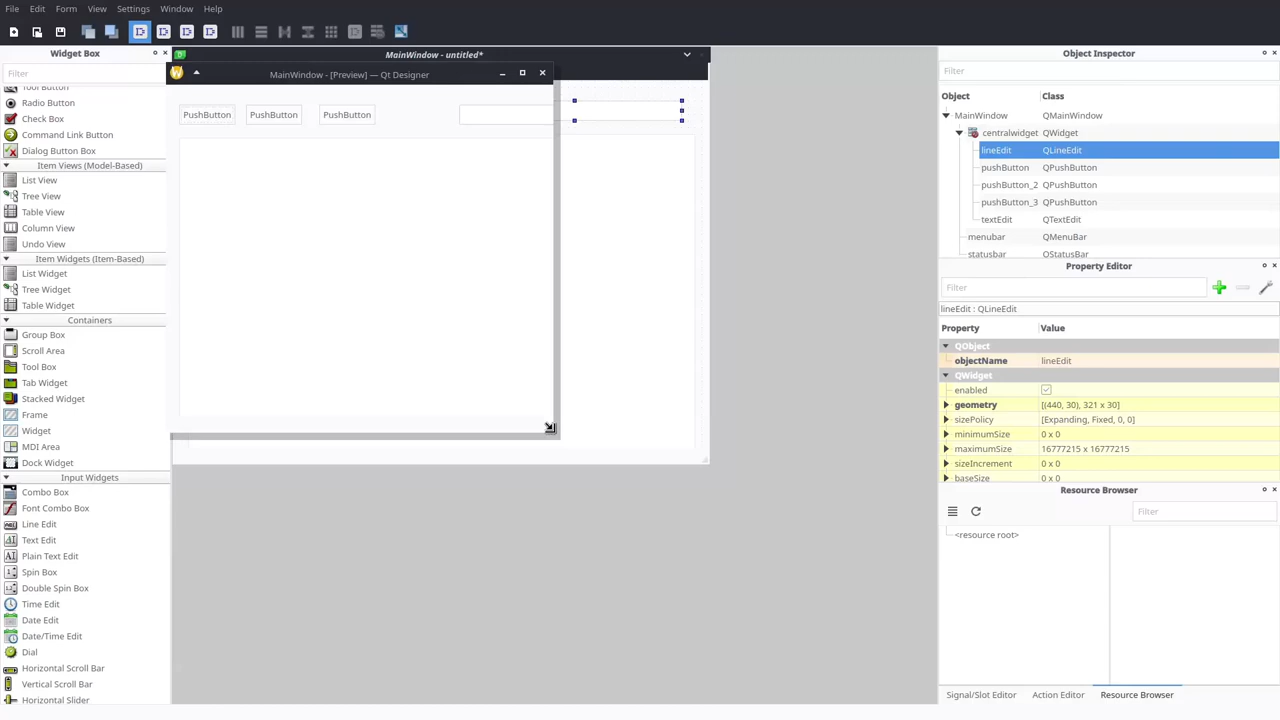 File Edit Form View Settings Window Help
Widget Box
Filter
Tool Button
Radio Button
Check Box
Command Link Button
Dialog Button Box
Item Views (Model-Based)
List View
Tree View
Table View
Column View
Undo View
Item Widgets (Item-Based)
List Widget
Tree Widget
Table Widget
Containers
Group Box
Scroll Area
Tool Box
Tab Widget
Stacked Widget
Frame
Widget
MDI Area
Dock Widget
Input Widgets
Combo Box
Font Combo Box
Line Edit
Text Edit
Plain Text Edit
Spin Box
Double Spin Box
Time Edit
Date Edit
Date/Time Edit
Dial
Horizontal Scroll Bar
Vertical Scroll Bar
Horizontal Slider
MainWindow - untitled*
MainWindow - [Preview] — Qt Designer
PushButton PushButton PushButton
Object Inspector
Filter
Object Class
MainWindow QMainWindow
centralwidget QWidget
lineEdit QLineEdit
pushButton QPushButton
pushButton_2 QPushButton
pushButton_3 QPushButton
textEdit QTextEdit
menubar QMenuBar
statusbar QStatusBar
Property Editor
Filter
lineEdit : QLineEdit
Property Value
QObject
objectName lineEdit
QWidget
enabled
geometry [(440, 30), 321 x 30]
sizePolicy [Expanding, Fixed, 0, 0]
minimumSize 0 x 0
maximumSize 16777215 x 16777215
sizeIncrement 0 x 0
baseSize 0 x 0
Resource Browser
Filter
<resource root>
Signal/Slot Editor Action Editor Resource Browser